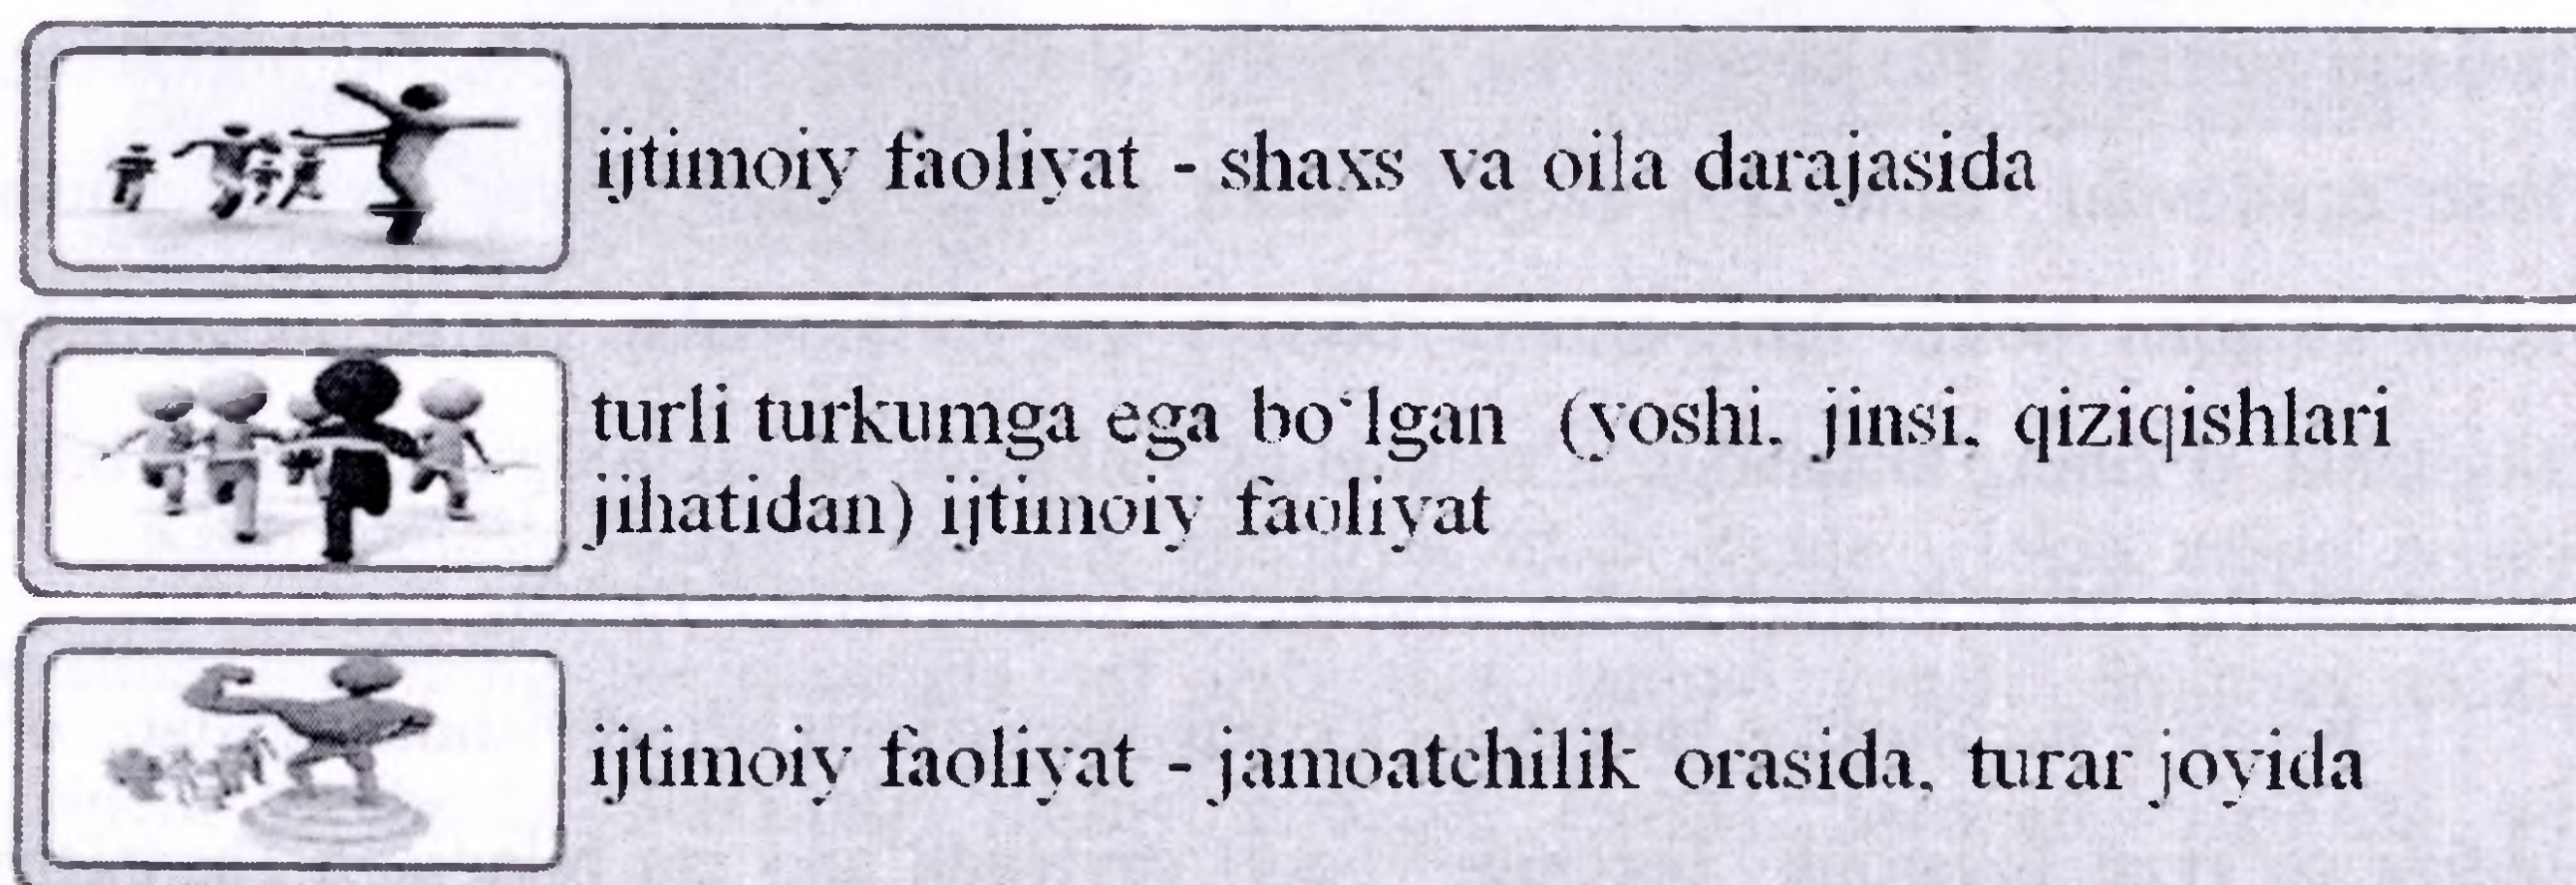 ijtimoiy faoliyat - shaxs va oila darajasida
turli turkumga ega bo‘lgan (yoshi, jinsi, qiziqishlari
jihatidan) ijtimoiy faoliyat
ijtimoiy faoliyat - jamoatchilik orasida, turar joyida